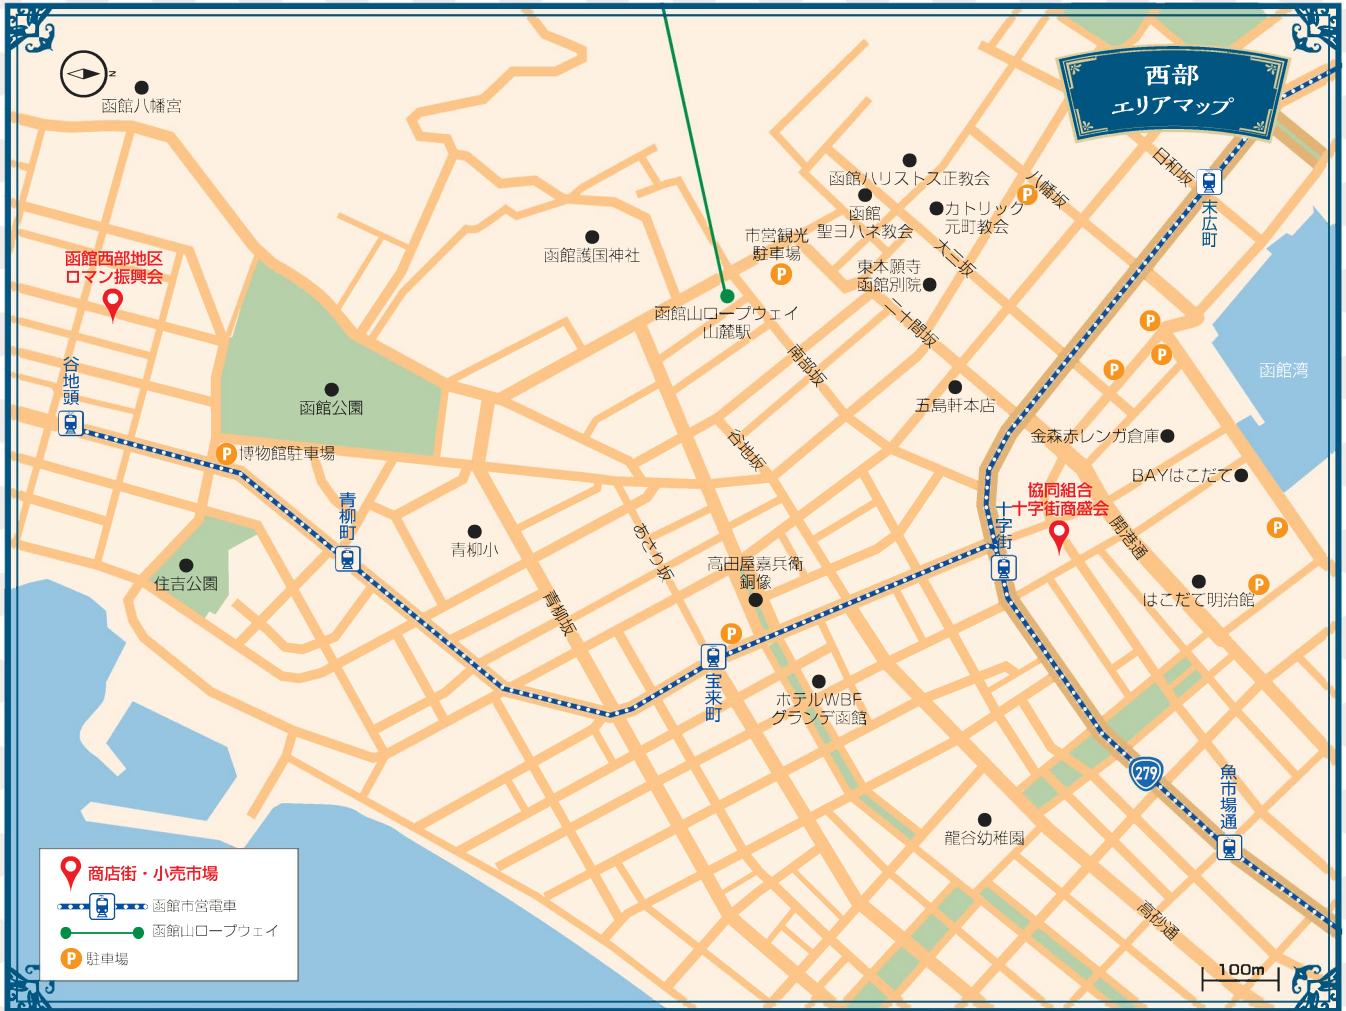 西部
エリアマップ
N
函館八幡宮
日和坂
函館ハリストス正教会
八幡坂
P
函館
聖ヨハネ教会
カトリック
元町教会
末広町
市営観光
駐車場
P
大三坂
函館護国神社
東本願寺
函館別院
函館西部地区
ロマン振興会
函館山ロープウェイ
山麓駅
二十間坂
P
P
P
函館湾
南部坂
谷地頭
函館公園
五島軒本店
金森赤レンガ倉庫
谷地坂
P
博物館駐車場
BAYはこだて
青柳町
協同組合
十字街商盛会
十字街
開港通
P
青柳小
あさり坂
高田屋嘉兵衛
銅像
住吉公園
P
はこだて明治館
青柳坂
P
宝来町
ホテルWBF
グランデ函館
279
魚市場通
龍谷幼稚園
高砂通
商店街・小売市場
函館市営電車
函館山ロープウェイ
P
駐車場
100m